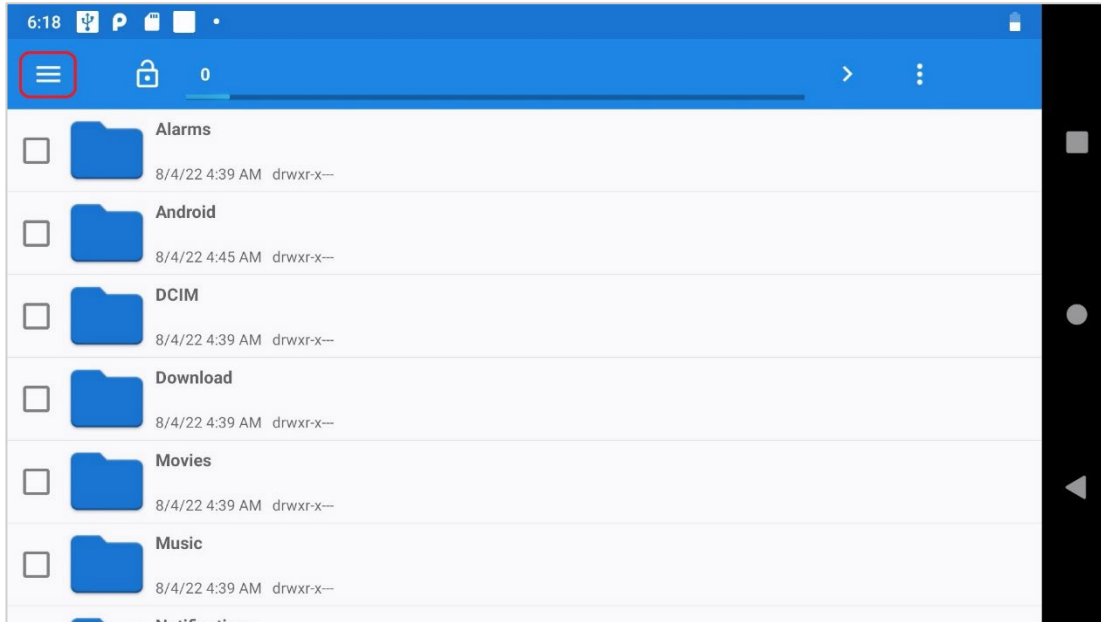 6:18
0
Alarms
8/4/22 4:39 AM drwxr-x---
Android
8/4/22 4:45 AM drwxr-x---
DCIM
8/4/22 4:39 AM drwxr-x---
Download
8/4/22 4:39 AM drwxr-x---
Movies
8/4/22 4:39 AM drwxr-x---
Music
8/4/22 4:39 AM drwxr-x---